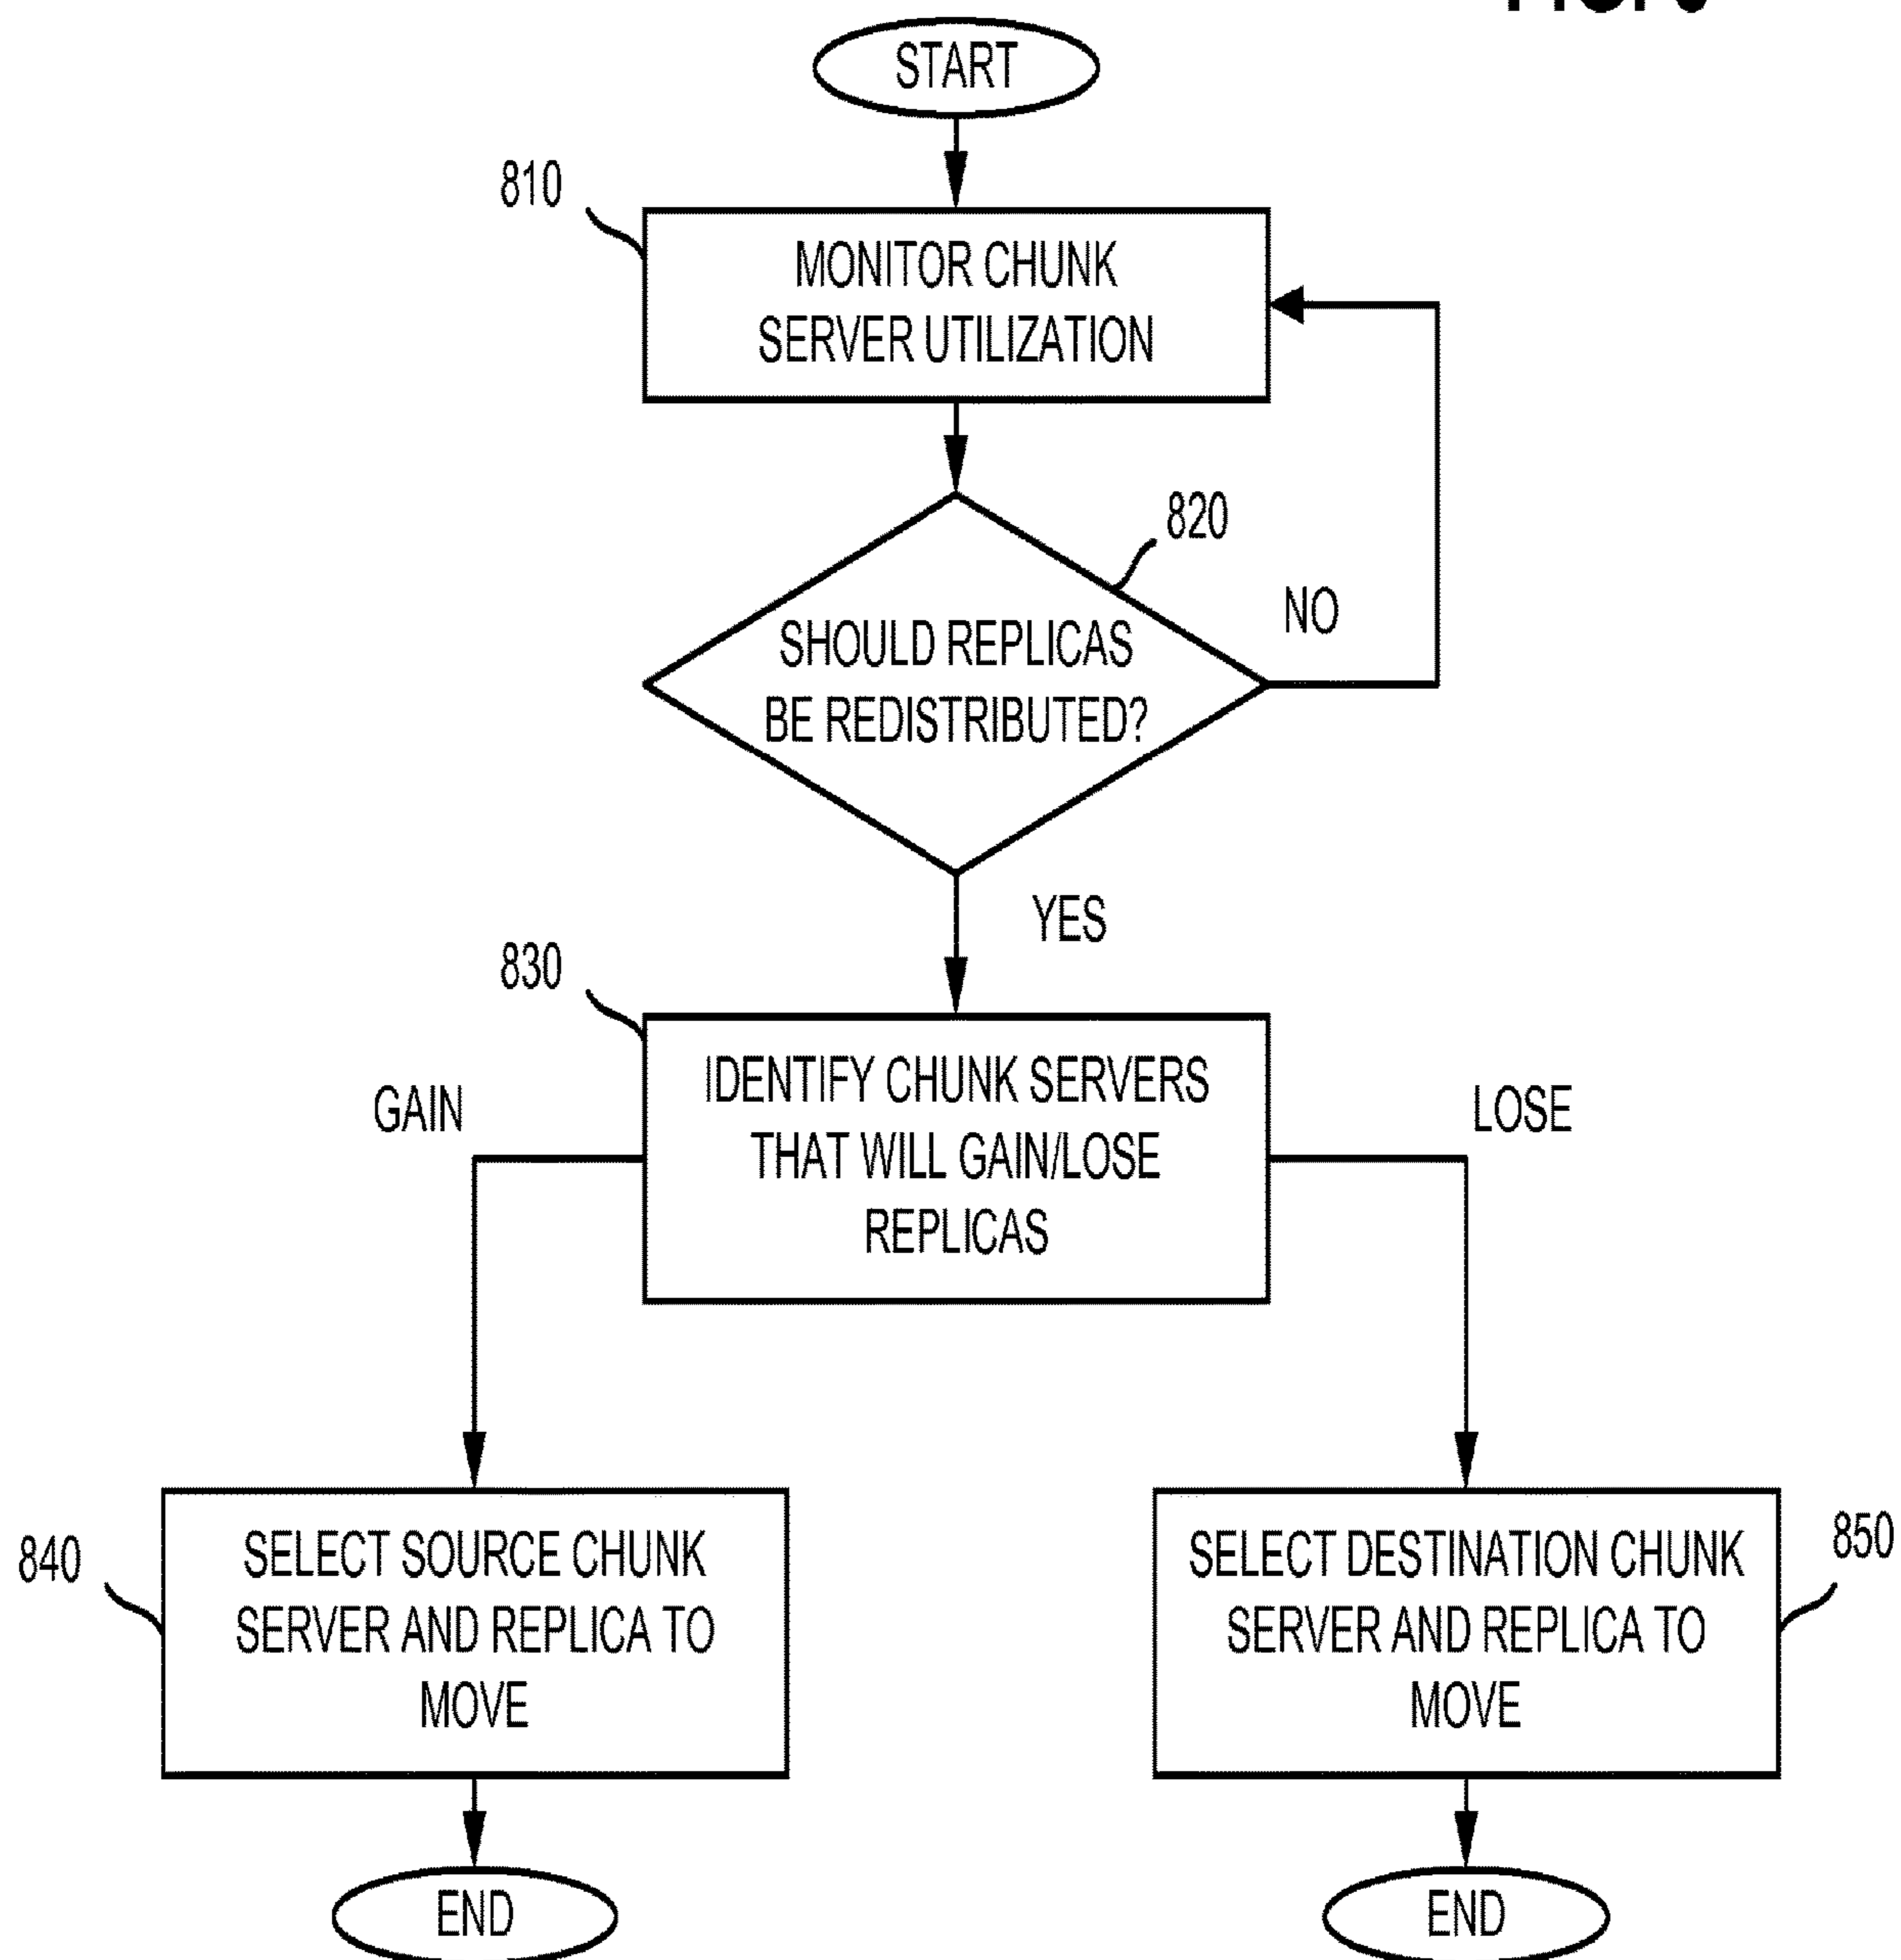 START
810
MONITOR CHUNK
SERVER UTILIZATION
820
NO
SHOULD REPLICAS
BE REDISTRIBUTED?
YES
830
IDENTIFY CHUNK SERVERS
THAT WILL GAIN/LOSE
REPLICAS
GAIN
LOSE
840
SELECT SOURCE CHUNK
SERVER AND REPLICA TO
MOVE
850
SELECT DESTINATION CHUNK
SERVER AND REPLICA TO
MOVE
END
END